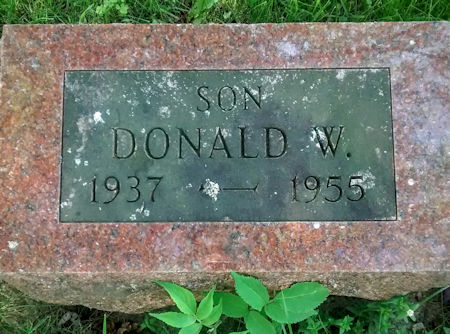 SON
DONALD W.
1937 — 1955